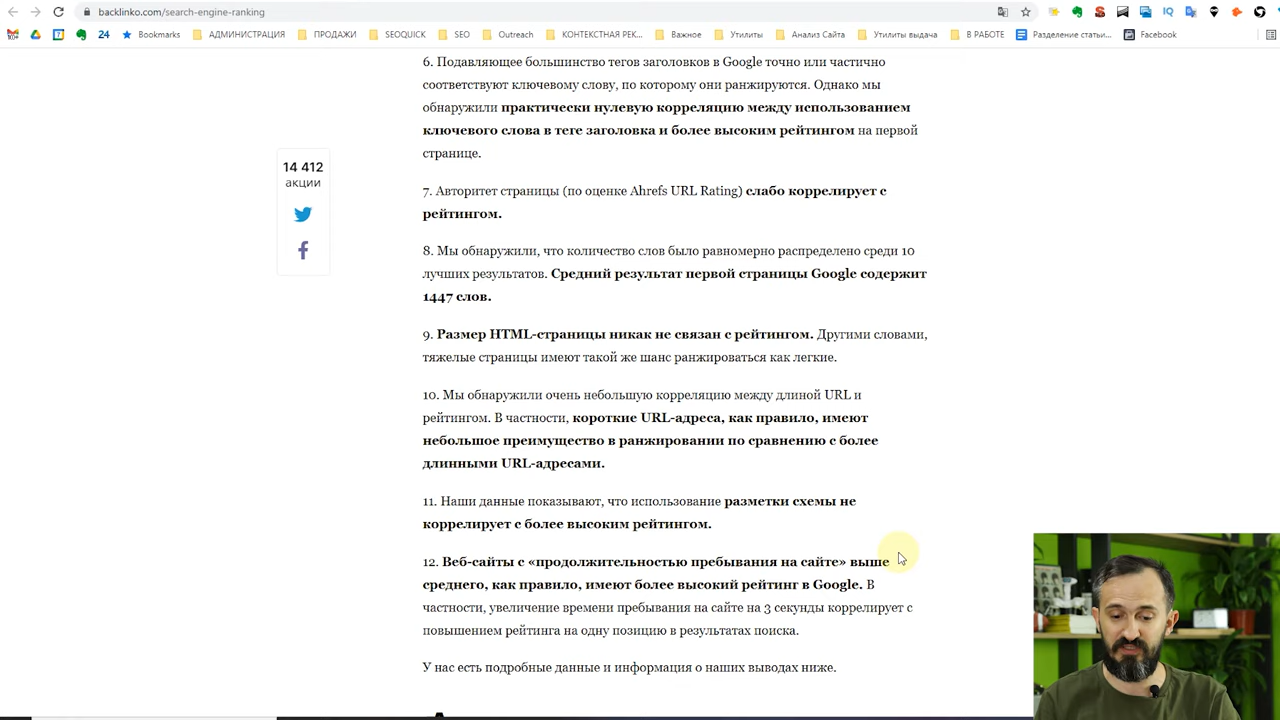 backlinko.com/search-engine-ranking
24
Bookmarks
АДМИНИСТРАЦИЯ
ПРОДАЖИ
SEOQUICK
SEO
Outreach
КОНТЕКСТНАЯ РЕК...
Важное
Утилиты
Анализ Сайта
Утилиты выдача
В РАБОТЕ
Разделение статьи...
Facebook
6. Подавляющее большинство тегов заголовков в Google точно или частично
соответствуют ключевому слову, по которому они ранжируются. Однако мы
обнаружили практически нулевую корреляцию между использованием
ключевого слова в теге заголовка и более высоким рейтингом на первой
странице.
14 412
акции
7. Авторитет страницы (по оценке Ahrefs URL Rating) слабо коррелирует с
рейтингом.
8. Мы обнаружили, что количество слов было равномерно распределено среди 10
лучших результатов. Средний результат первой страницы Google содержит
1447 слов.
9. Размер HTML-страницы никак не связан с рейтингом. Другими словами,
тяжелые страницы имеют такой же шанс ранжироваться как легкие.
10. Мы обнаружили очень небольшую корреляцию между длиной URL и
рейтингом. В частности, короткие URL-адреса, как правило, имеют
небольшое преимущество в ранжировании по сравнению с более
длинными URL-адресами.
11. Наши данные показывают, что использование разметки схемы не
коррелирует с более высоким рейтингом.
12. Веб-сайты с «продолжительностью пребывания на сайте» выше
среднего, как правило, имеют более высокий рейтинг в Google. В
частности, увеличение времени пребывания на сайте на 3 секунды коррелирует с
повышением рейтинга на одну позицию в результатах поиска.
У нас есть подробные данные и информация о наших выводах ниже.